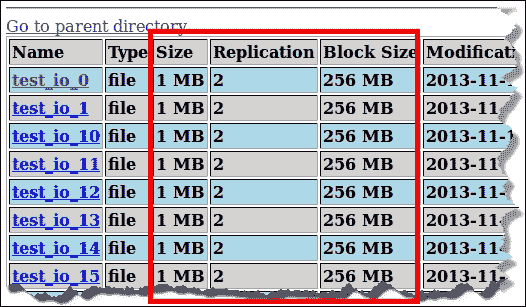 Go to parent directory
Name Type Size Replication Block Size
test_io_0 file 1 MB 2 256 MB 2013-11-
test_io_1 file 1 MB 2 256 MB 2013-11-
test_io_10 file 1 MB 2 256 MB 2013-11-1
test_io_11 file 1 MB 2 256 MB 2013-11-
test_io_12 file 1 MB 2 256 MB 2013-11-
test_io_13 file 1 MB 2 256 MB 2013-11-
test_io_14 file 1 MB 2 256 MB 2013-11-
test_io_15 file 1 MB 2 256 MB 2013-11-